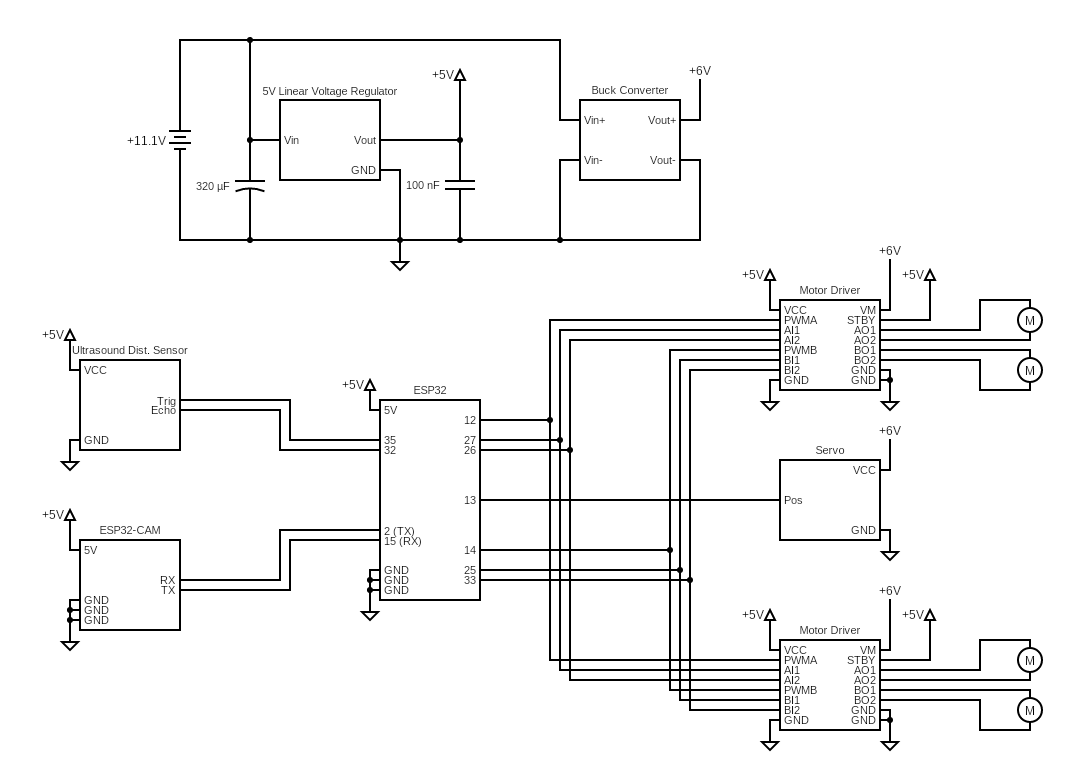 +11.1V
320 µF
5V Linear Voltage Regulator
Vin
Vout
GND
+5V
100 nF
Buck Converter
Vin+
Vin-
Vout+
Vout-
+6V
+5V
Ultrasound Dist. Sensor
VCC
Trig
Echo
GND
+5V
ESP32-CAM
5V
RX
TX
GND
GND
GND
+5V
ESP32
5V
35
32
2 (TX)
15 (RX)
GND
GND
GND
12
27
26
13
14
25
33
+5V
+6V
+5V
Motor Driver
VCC
PWMA
AI1
AI2
PWMB
BI1
BI2
GND
VM
STBY
AO1
AO2
BO1
BO2
GND
GND
M
M
+6V
Servo
VCC
Pos
GND
+5V
+6V
+5V
Motor Driver
VCC
PWMA
AI1
AI2
PWMB
BI1
BI2
GND
VM
STBY
AO1
AO2
BO1
BO2
GND
GND
M
M